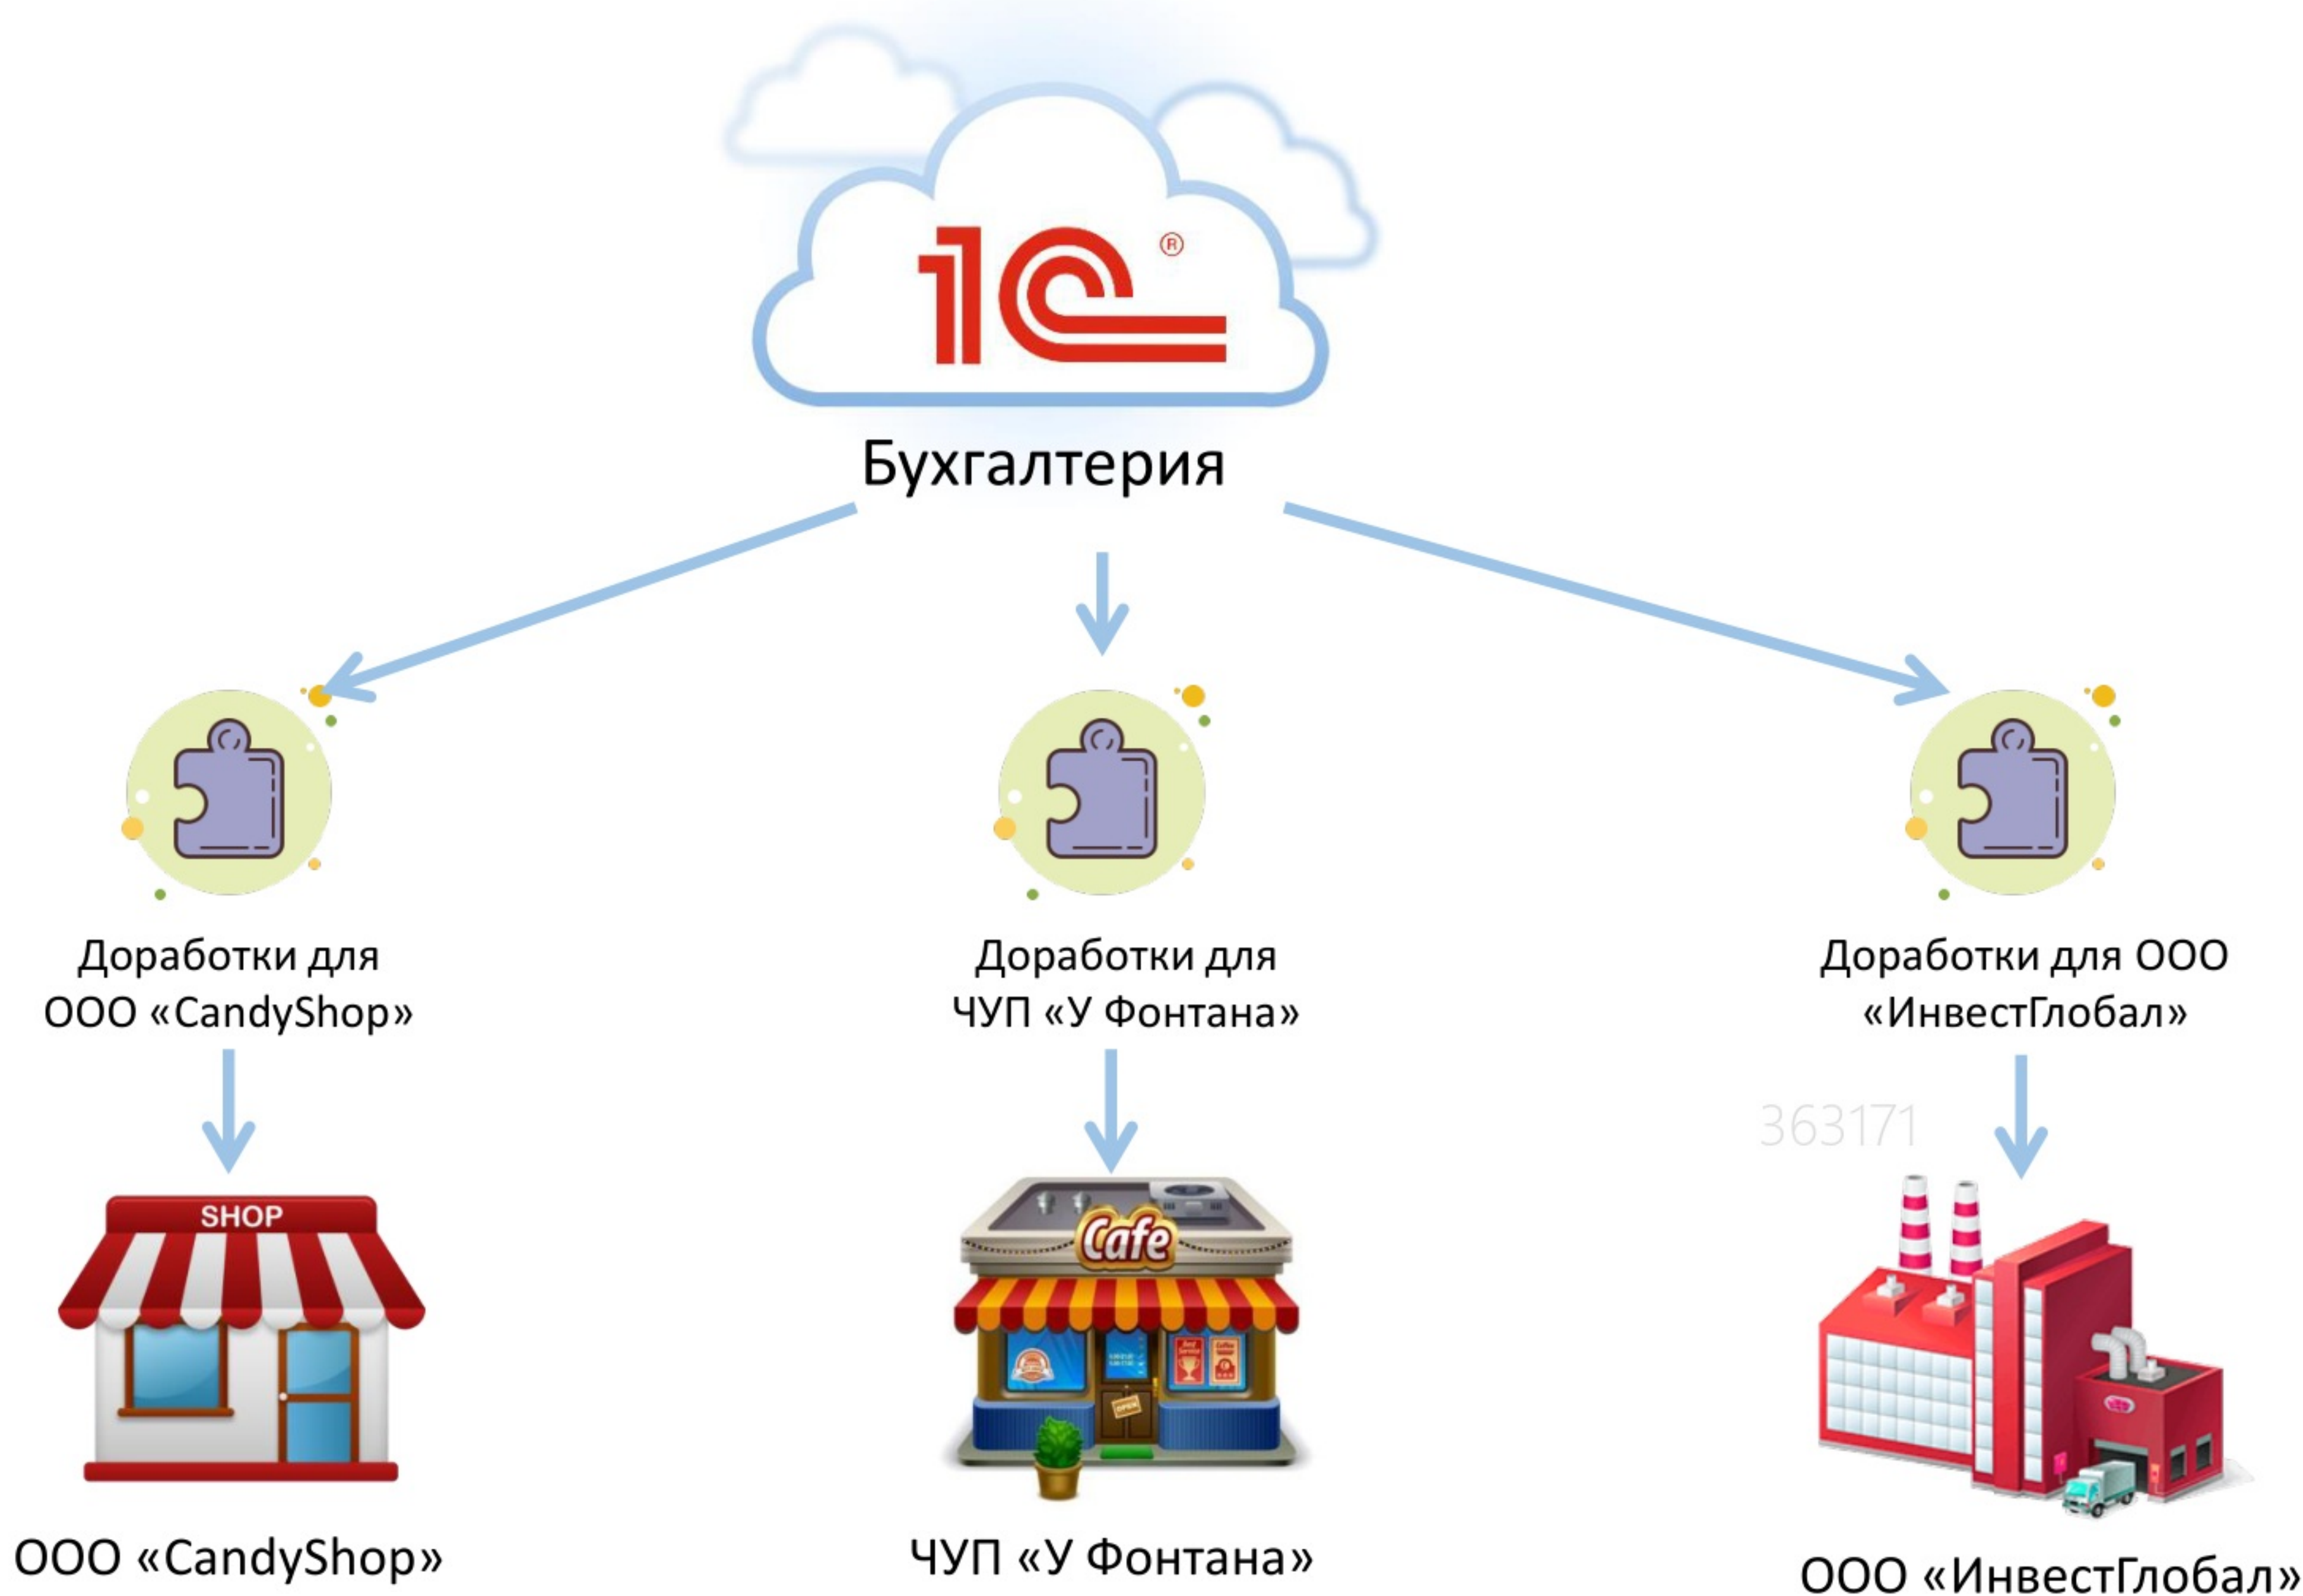 1С ®
Бухгалтерия
Доработки для
ООО «CandyShop»
Доработки для
ЧУП «У Фонтана»
Доработки для ООО
«ИнвестГлобал»
363171
SHOP
Cafe
OPEN
ООО «CandyShop»
ЧУП «У Фонтана»
ООО «ИнвестГлобал»